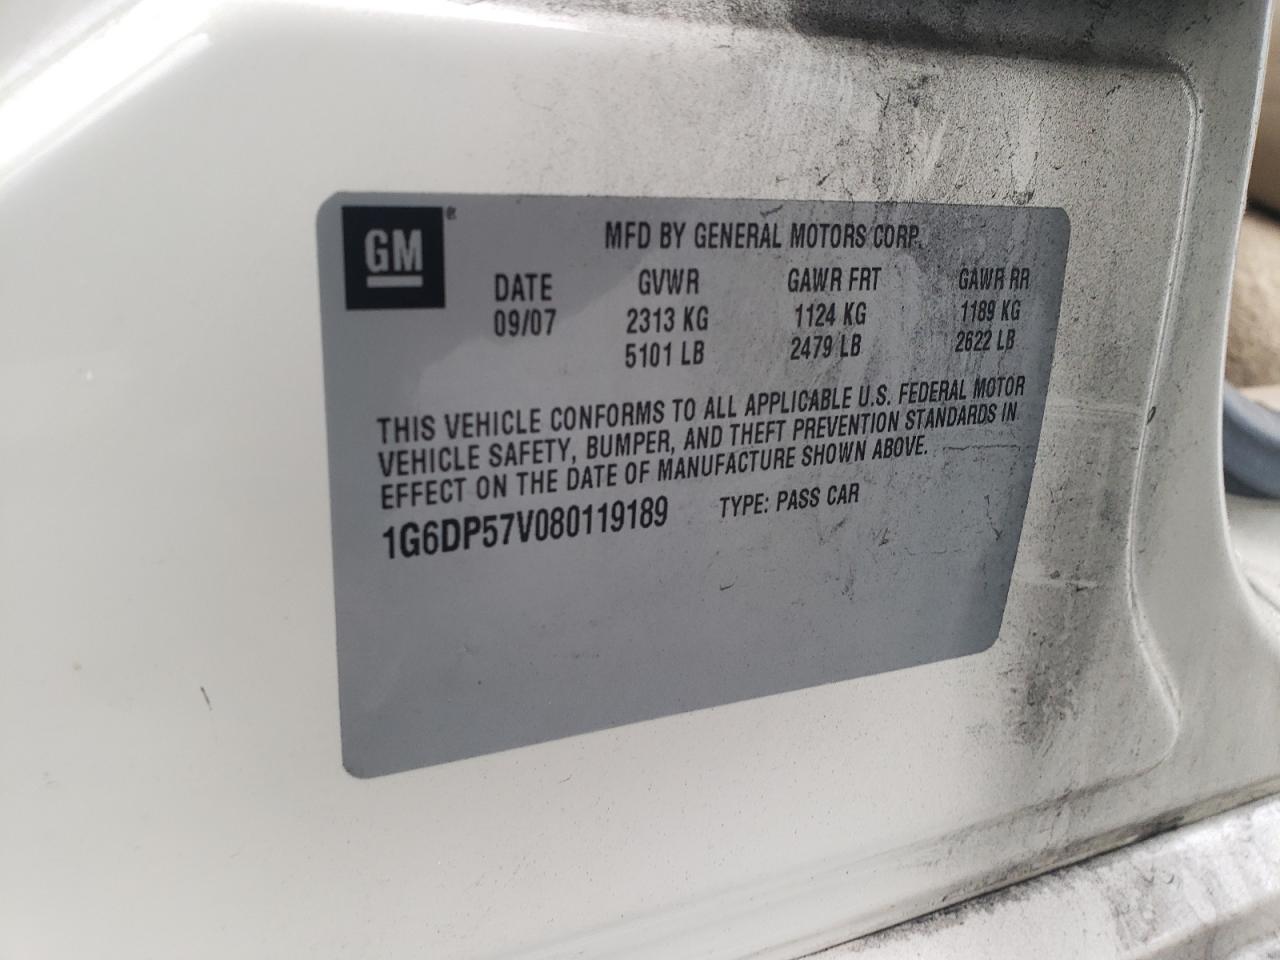 GM®
MFD BY GENERAL MOTORS CORP.
DATE GVWR GAWR FRT GAWR RR
09/07 2313 KG 1124 KG 1189 KG
5101 LB 2479 LB 2622 LB
THIS VEHICLE CONFORMS TO ALL APPLICABLE U.S. FEDERAL MOTOR
VEHICLE SAFETY, BUMPER, AND THEFT PREVENTION STANDARDS IN
EFFECT ON THE DATE OF MANUFACTURE SHOWN ABOVE.
1G6DP57V080119189 TYPE: PASS CAR